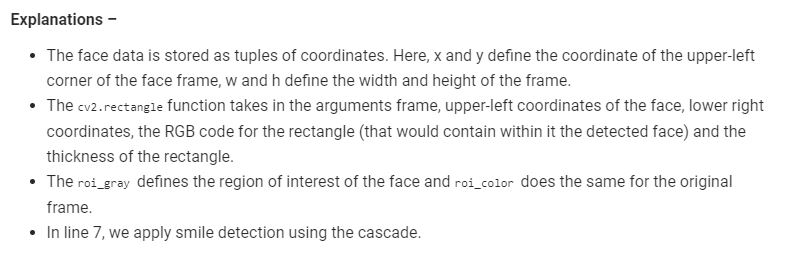 Explanations –
• The face data is stored as tuples of coordinates. Here, x and y define the coordinate of the upper-left
corner of the face frame, w and h define the width and height of the frame.
• The cv2.rectangle function takes in the arguments frame, upper-left coordinates of the face, lower right
coordinates, the RGB code for the rectangle (that would contain within it the detected face) and the
thickness of the rectangle.
• The roi_gray defines the region of interest of the face and roi_color does the same for the original
frame.
• In line 7, we apply smile detection using the cascade.